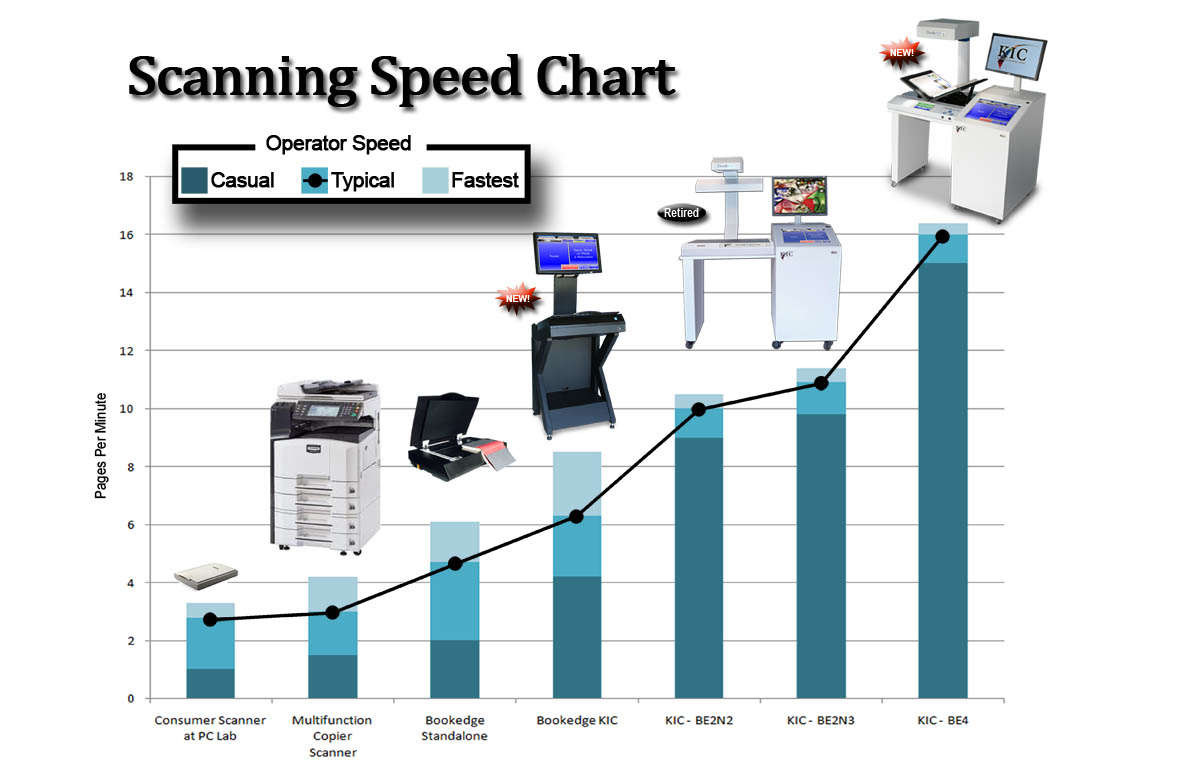 Scanning Speed Chart
Operator Speed
Casual
Typical
Fastest
NEW!
KIC
KIC
Retired
KIC
NEW!
Pages Per Minute
18
16
14
12
10
8
6
4
2
0
Consumer Scanner
at PC Lab
Multifunction
Copier
Scanner
Bookedge
Standalone
Bookedge KIC
KIC - BE2N2
KIC - BE2N3
KIC - BE4